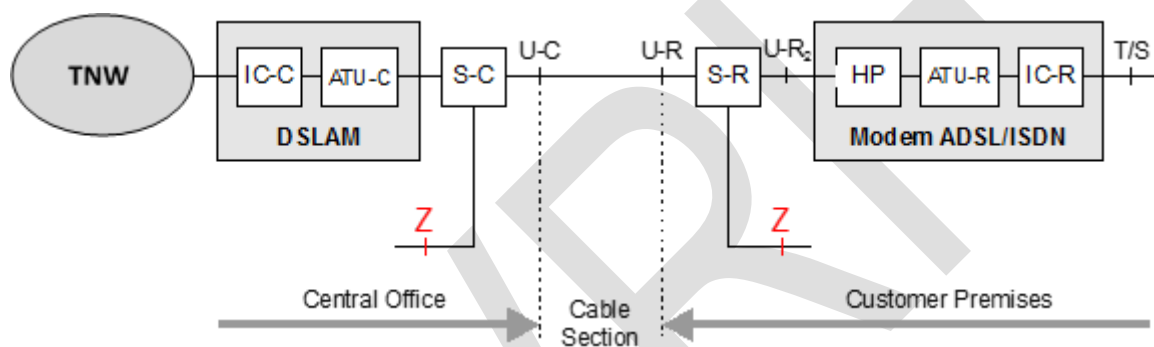 U-C
U-R
U-R₂
T/S
TNW
IC-C
ATU-C
S-C
S-R
HP
ATU-R
IC-R
DSLAM
Modem ADSL/ISDN
Z
Z
Central Office
Cable
Section
Customer Premises